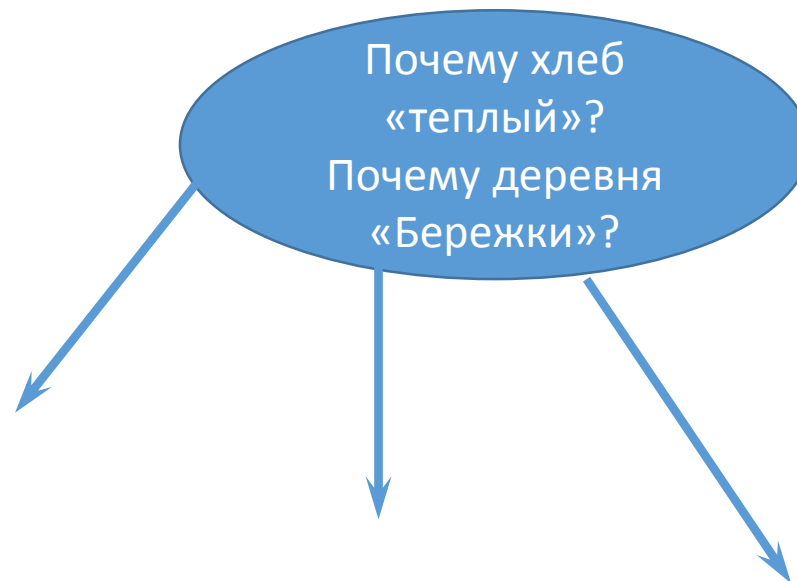 Почему хлеб
«теплый»?
Почему деревня
«Бережки»?